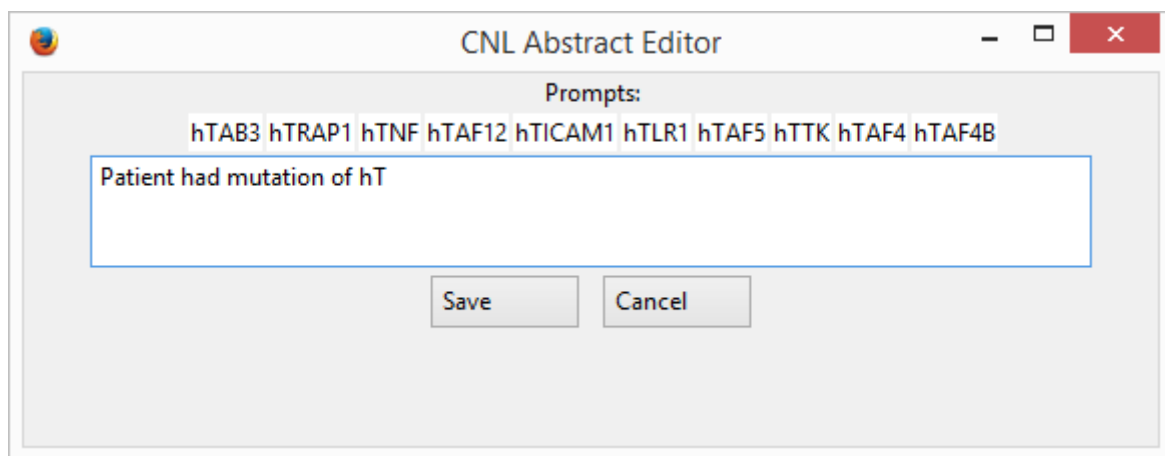 CNL Abstract Editor
Prompts:
hTAB3 hTRAP1 hTNF hTAF12 hTICAM1 hTLR1 hTAF5 hTTK hTAF4 hTAF4B
Patient had mutation of hT
Save Cancel